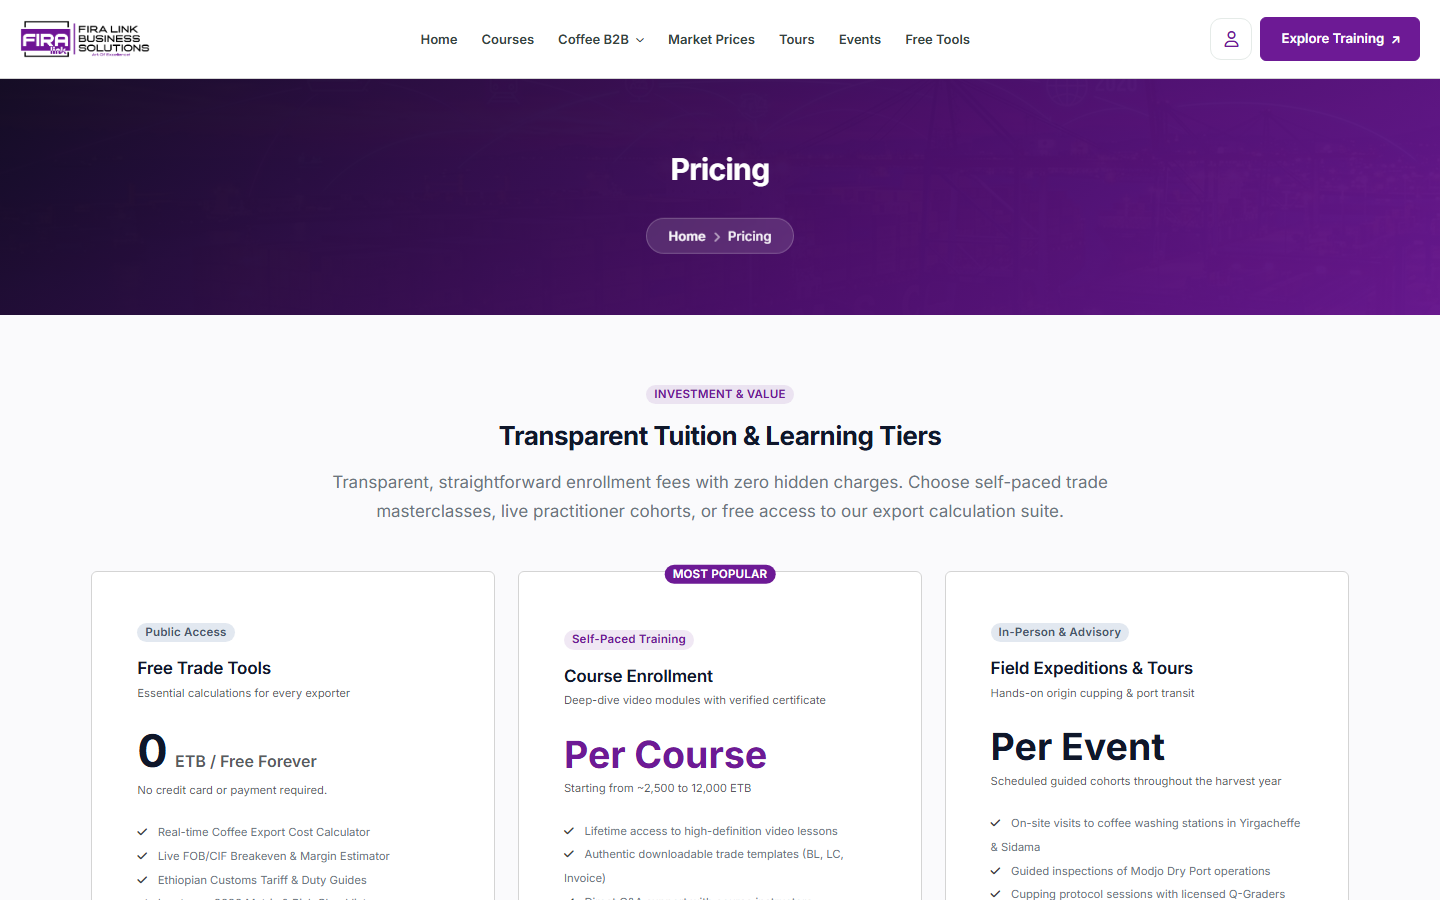 FIRA
FIRA LINK
BUSINESS
SOLUTIONS
Home
Courses
Coffee B2B
Market Prices
Tours
Events
Free Tools
Explore Training
Pricing
Home > Pricing
INVESTMENT & VALUE
Transparent Tuition & Learning Tiers
Transparent, straightforward enrollment fees with zero hidden charges. Choose self-paced trade
masterclasses, live practitioner cohorts, or free access to our export calculation suite.
Public Access
Free Trade Tools
Essential calculations for every exporter
0 ETB / Free Forever
No credit card or payment required.
Real-time Coffee Export Cost Calculator
Live FOB/CIF Breakeven & Margin Estimator
Ethiopian Customs Tariff & Duty Guides
MOST POPULAR
Self-Paced Training
Course Enrollment
Deep-dive video modules with verified certificate
Per Course
Starting from ~2,500 to 12,000 ETB
Lifetime access to high-definition video lessons
Authentic downloadable trade templates (BL, LC,
Invoice)
In-Person & Advisory
Field Expeditions & Tours
Hands-on origin cupping & port transit
Per Event
Scheduled guided cohorts throughout the harvest year
On-site visits to coffee washing stations in Yirgacheffe
& Sidama
Guided inspections of Modjo Dry Port operations
Cupping protocol sessions with licensed Q-Graders